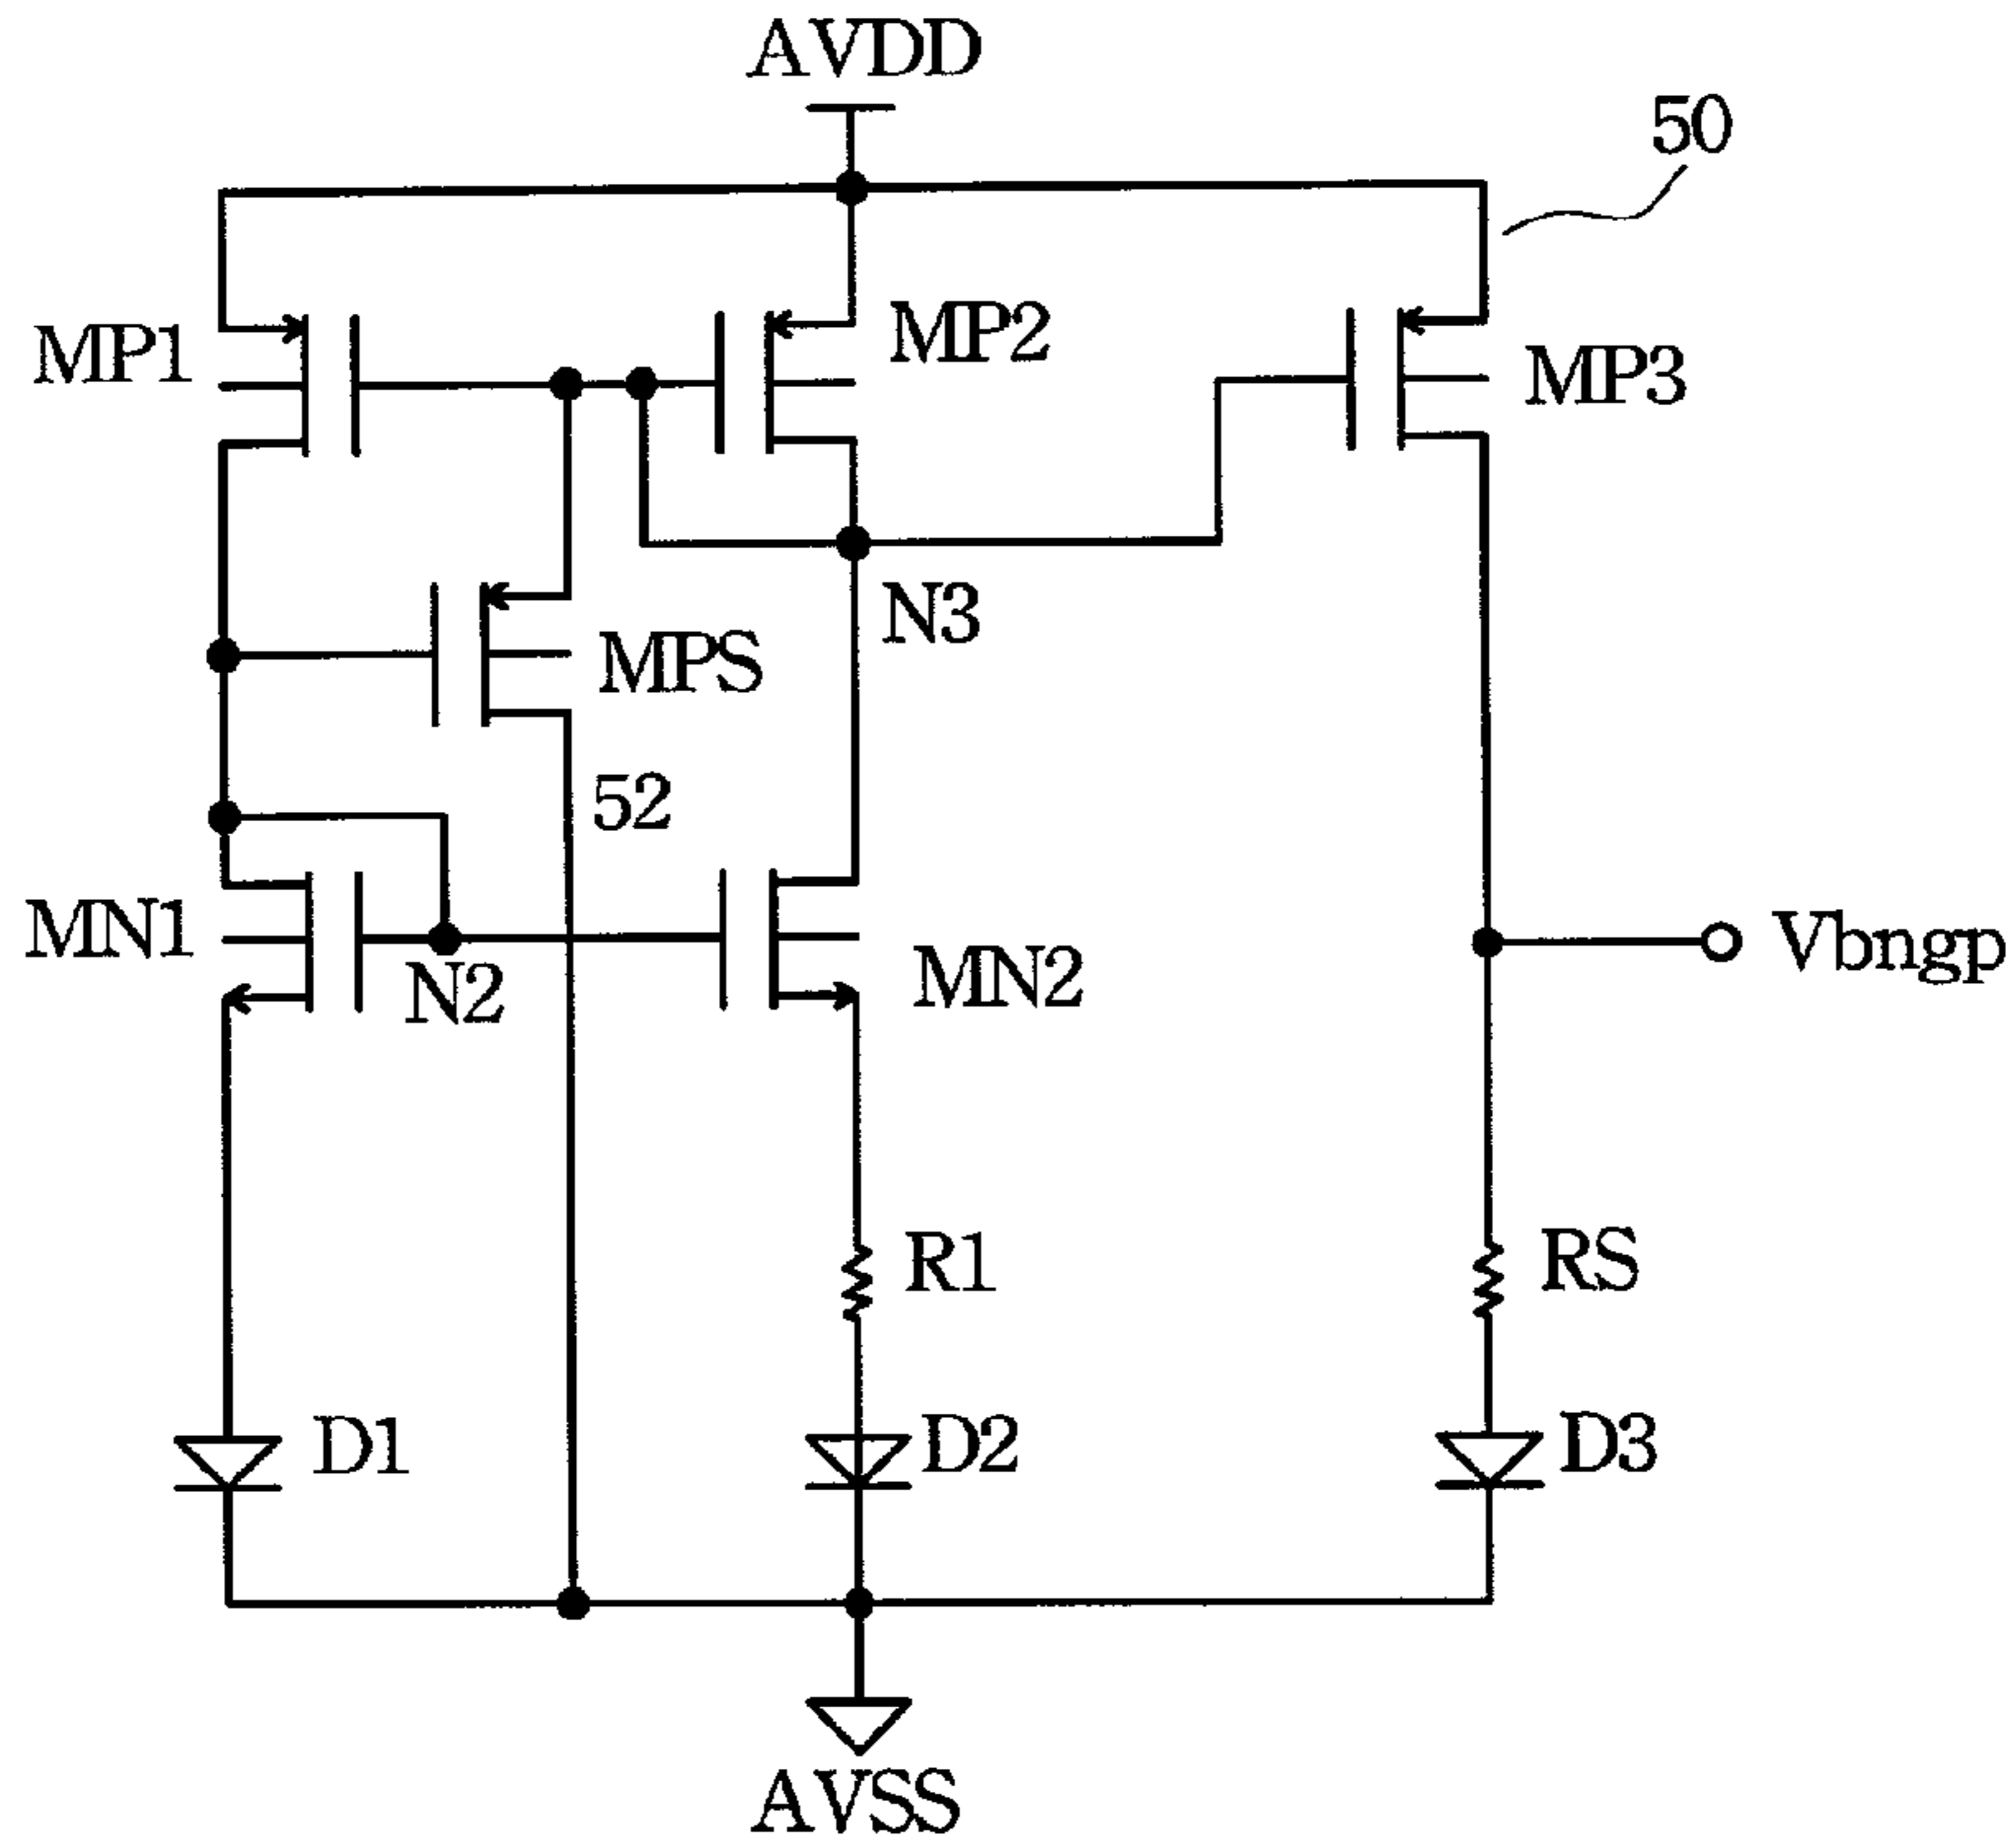 AVDD
50
MP1
MP2
MP3
N3
MPS
52
MN1
N2
MN2
Vbngp
R1
RS
D1
D2
D3
AVSS